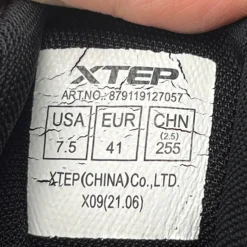 XTEP
ART.NO.: 879119127057
USA EUR CHN
(2.5)
7.5 41 255
XTEP(CHINA)Co.,LTD.
X09(21.06)